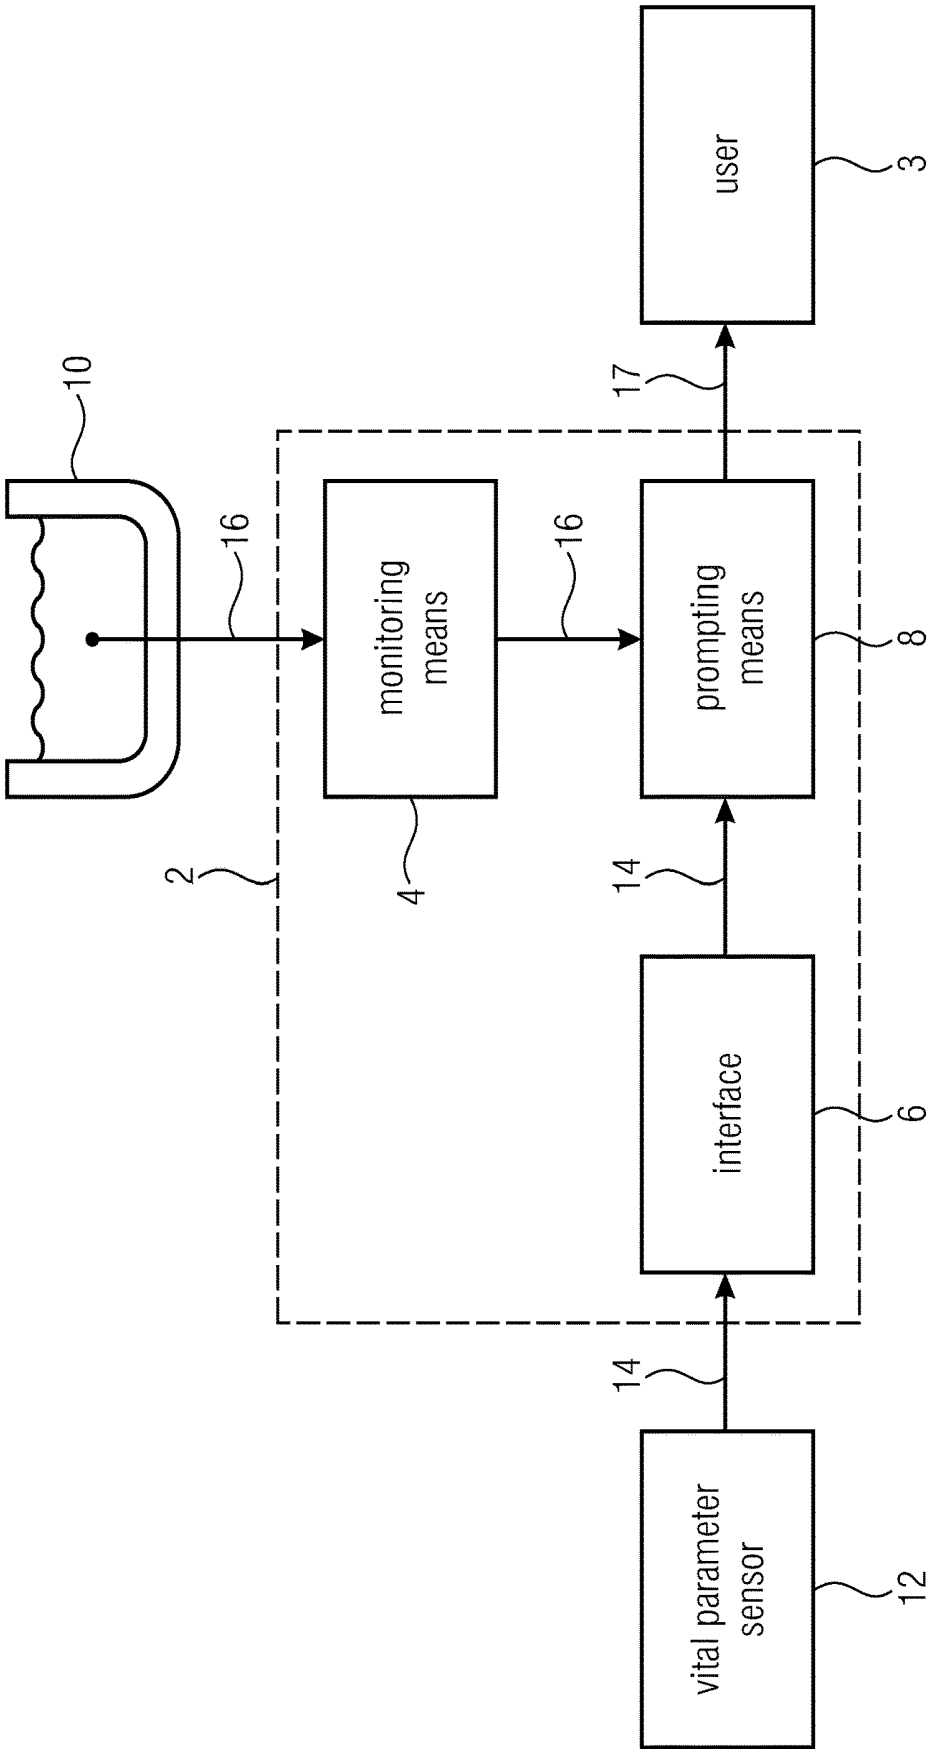 10
16
2
monitoring
means
4
16
14
vital parameter
sensor
12
14
interface
6
prompting
means
8
17
user
3